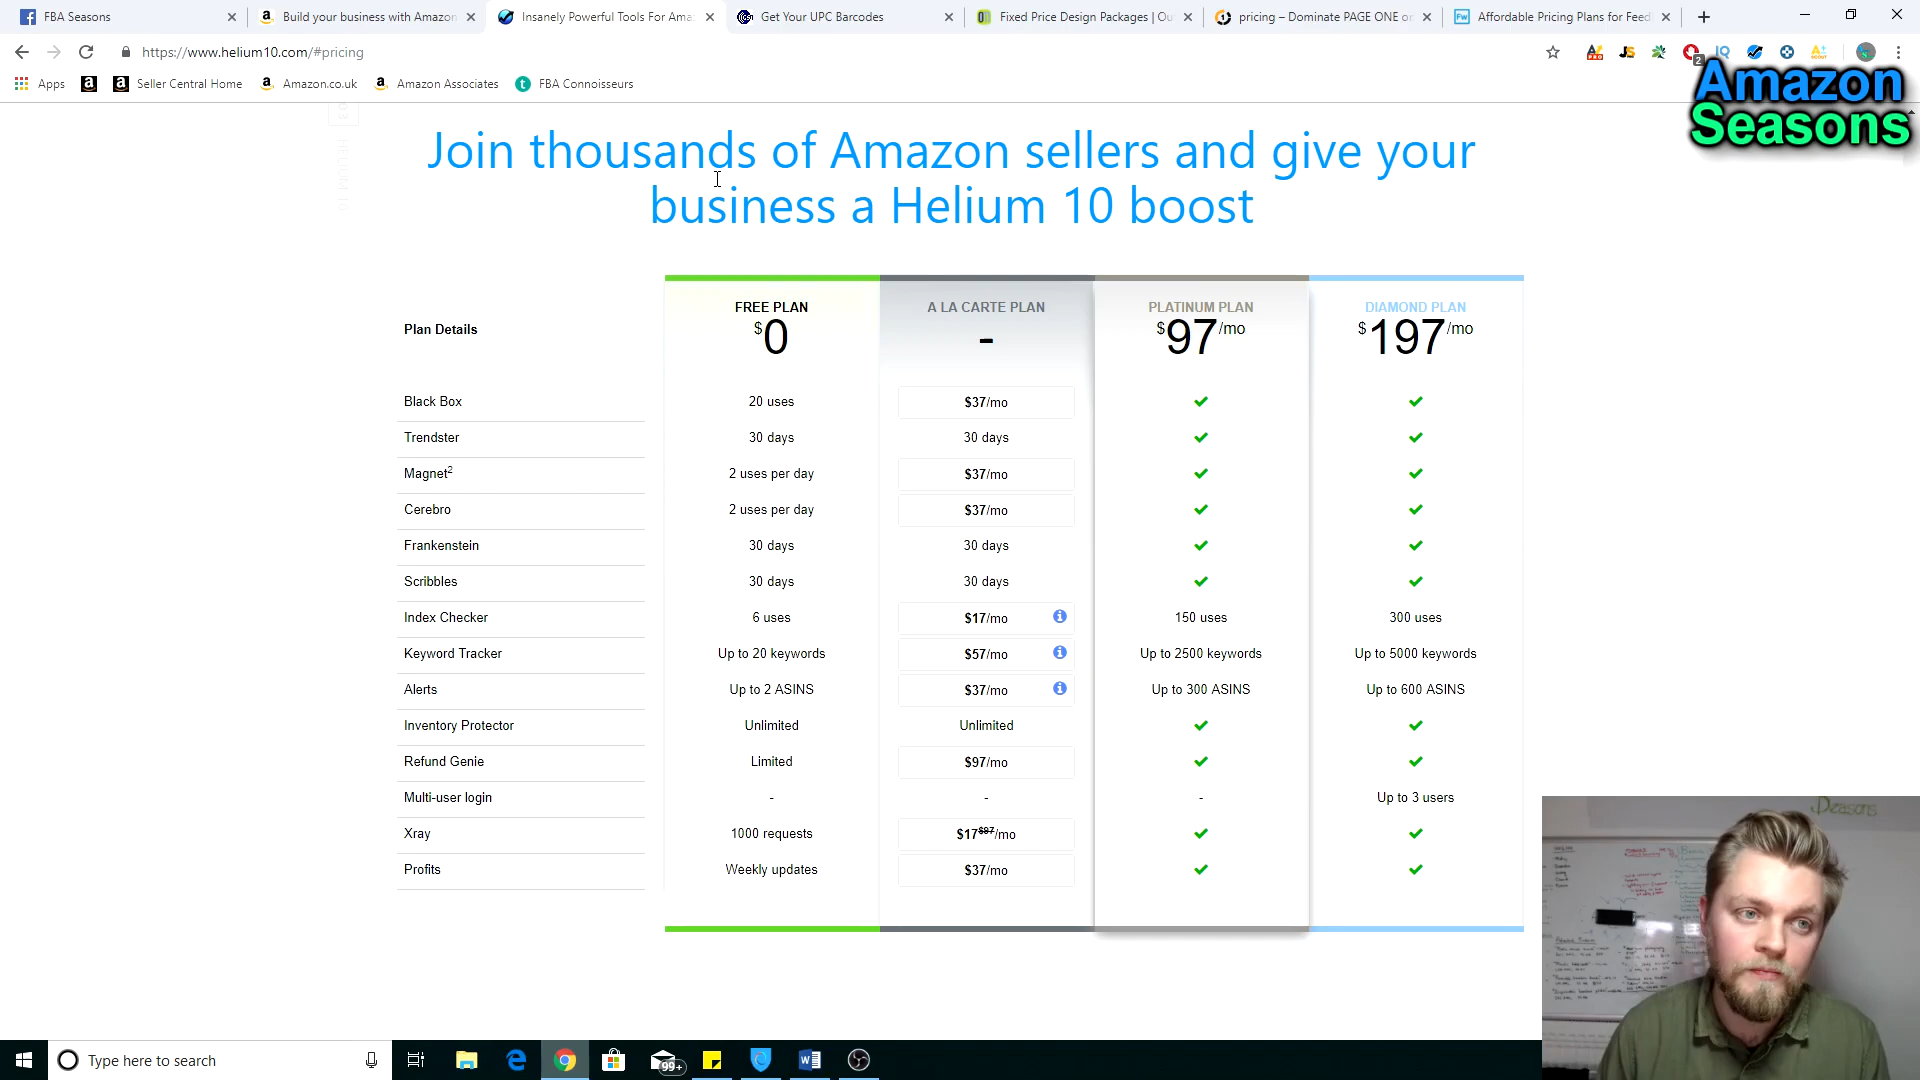 FBA Seasons
Build your business with Amazon
Insanely Powerful Tools For Ama
Get Your UPC Barcodes
Fixed Price Design Packages | Ou
pricing – Dominate PAGE ONE or
Affordable Pricing Plans for Feed
https://www.helium10.com/#pricing
Apps
Seller Central Home
Amazon.co.uk
Amazon Associates
FBA Connoisseurs
Amazon
Seasons
Join thousands of Amazon sellers and give your
business a Helium 10 boost
Plan Details
FREE PLAN
$0
A LA CARTE PLAN
-
PLATINUM PLAN
$97/mo
DIAMOND PLAN
$197/mo
Black Box 20 uses $37/mo
Trendster 30 days 30 days
Magnet2 2 uses per day $37/mo
Cerebro 2 uses per day $37/mo
Frankenstein 30 days 30 days
Scribbles 30 days 30 days
Index Checker 6 uses $17/mo 150 uses 300 uses
Keyword Tracker Up to 20 keywords $57/mo Up to 2500 keywords Up to 5000 keywords
Alerts Up to 2 ASINS $37/mo Up to 300 ASINS Up to 600 ASINS
Inventory Protector Unlimited Unlimited
Refund Genie Limited $97/mo
Multi-user login - - - Up to 3 users
Xray 1000 requests $17$97/mo
Profits Weekly updates $37/mo
Type here to search
99+